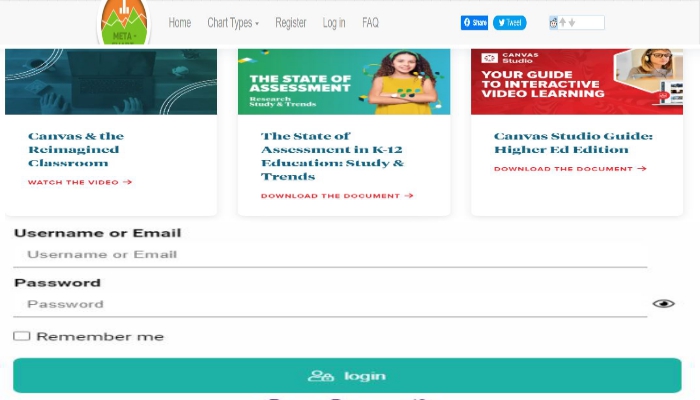 META -
Home Chart Types Register Log in FAQ
Share Tweet
THE STATE OF
ASSESSMENT
Research
Study & Trends
CANVAS
Studio
YOUR GUIDE
TO INTERACTIVE
VIDEO LEARNING
Canvas & the
Reimagined
Classroom
WATCH THE VIDEO →
The State of
Assessment in K-12
Education: Study &
Trends
DOWNLOAD THE DOCUMENT →
Canvas Studio Guide:
Higher Ed Edition
DOWNLOAD THE DOCUMENT →
Username or Email
Username or Email
Password
Password
Remember me
login